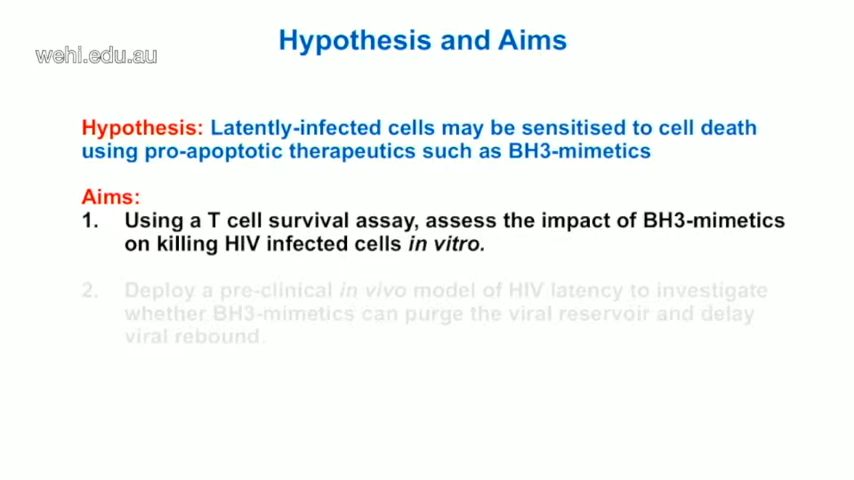 Hypothesis and Aims
wehi.edu.au
Hypothesis: Latently-infected cells may be sensitised to cell death
using pro-apoptotic therapeutics such as BH3-mimetics
Aims:
1. Using a T cell survival assay, assess the impact of BH3-mimetics
on killing HIV infected cells in vitro.
2. Deploy a pre-clinical in vivo model of HIV latency to investigate
whether BH3-mimetics can purge the viral reservoir and delay
viral rebound.